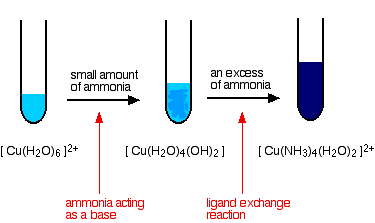 small amount
of ammonia
an excess
of ammonia
[ Cu(H₂O)₆ ]²⁺
[ Cu(H₂O)₄(OH)₂ ]
[ Cu(NH₃)₄(H₂O)₂ ]²⁺
ammonia acting
as a base
ligand exchange
reaction